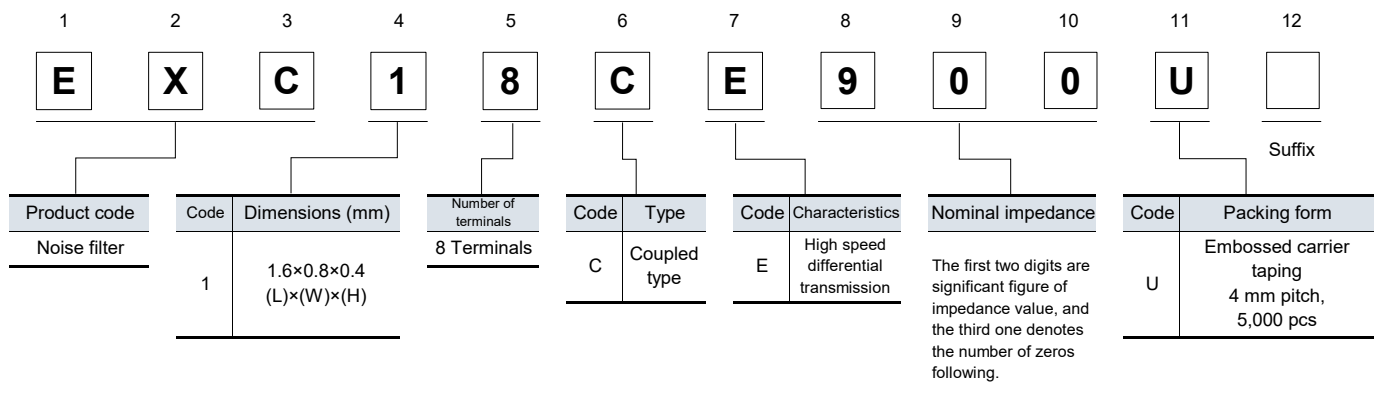 1 2 3 4 5 6 7 8 9 10 11 12
E X C 1 8 C E 9 0 0 U
Suffix
Product code
Noise filter
Code Dimensions (mm)
1 1.6×0.8×0.4
(L)×(W)×(H)
Number of
terminals
8 Terminals
Code Type
C Coupled
type
Code Characteristics
E High speed
differential
transmission
Nominal impedance
The first two digits are
significant figure of
impedance value, and
the third one denotes
the number of zeros
following.
Code Packing form
U Embossed carrier
taping
4 mm pitch,
5,000 pcs